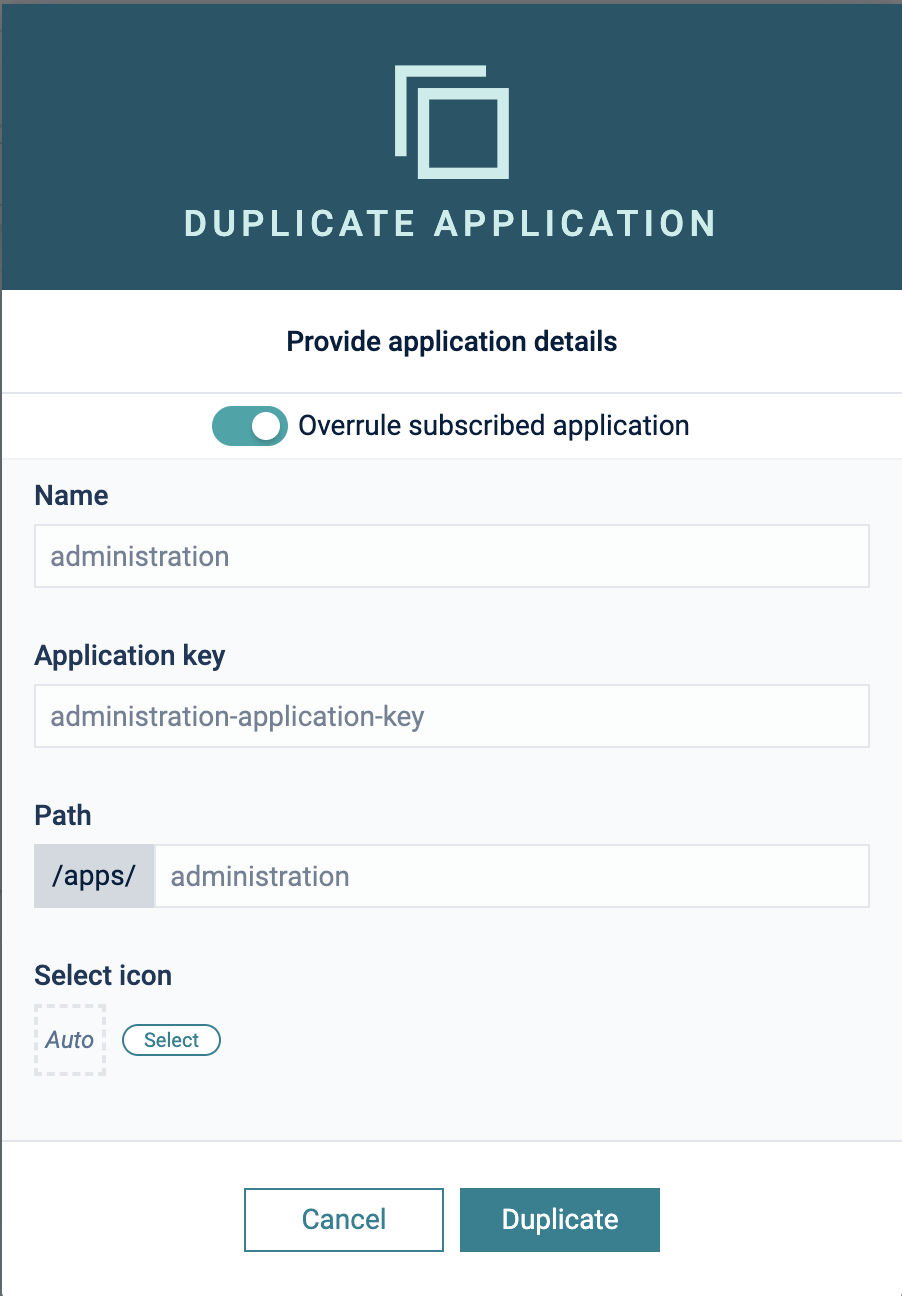 DUPLICATE APPLICATION
Provide application details
Overrule subscribed application
Name
administration
Application key
administration-application-key
Path
/apps/ administration
Select icon
Auto Select
Cancel Duplicate